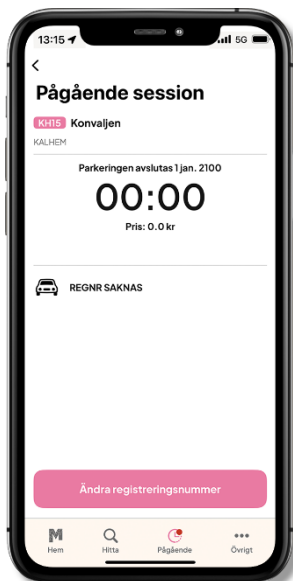 13:15
5G
Pågående session
KH15 Konvaljen
KALHEM
Parkeringen avslutas 1 jan. 2100
00:00
Pris: 0.0 kr
REGNR SAKNAS
Ändra registreringsnummer
M
Hem
Hitta
Pågående
Övrigt